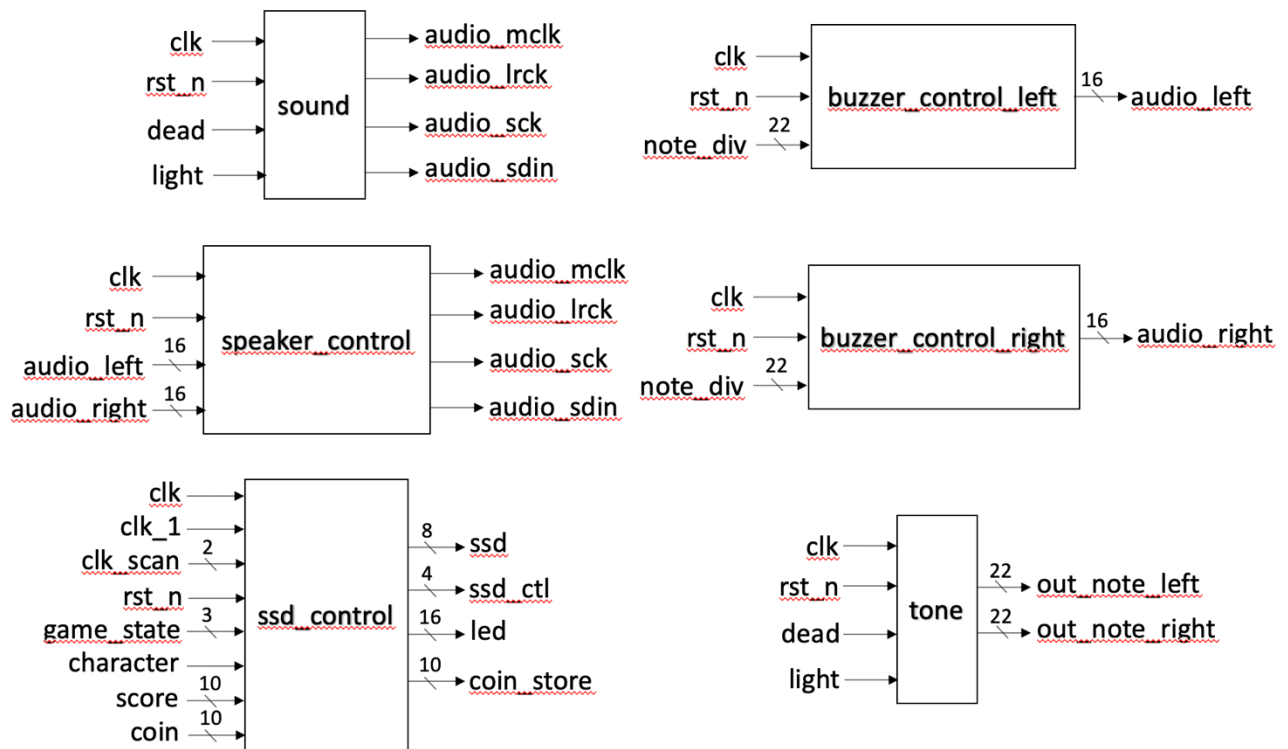 clk
rst_n
dead
light
sound
audio_mclk
audio_lrck
audio_sck
audio_sdin
clk
rst_n
22
note_div
buzzer_control_left
16
audio_left
clk
rst_n
16
audio_left
16
audio_right
speaker_control
audio_mclk
audio_lrck
audio_sck
audio_sdin
clk
rst_n
22
note_div
buzzer_control_right
16
audio_right
clk
clk_1
2
clk_scan
rst_n
3
game_state
character
10
score
10
coin
ssd_control
8
ssd
4
ssd_ctl
16
led
10
coin_store
clk
rst_n
dead
light
tone
22
out_note_left
22
out_note_right